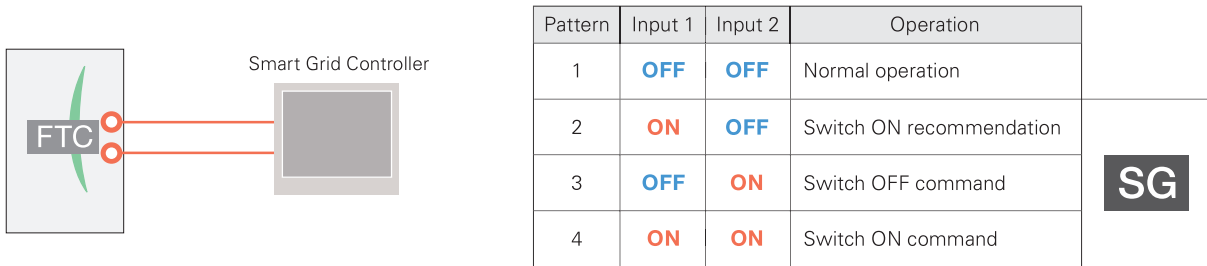 Smart Grid Controller
FTC
Pattern Input 1 Input 2 Operation
1 OFF OFF Normal operation
2 ON OFF Switch ON recommendation
3 OFF ON Switch OFF command
4 ON ON Switch ON command
SG